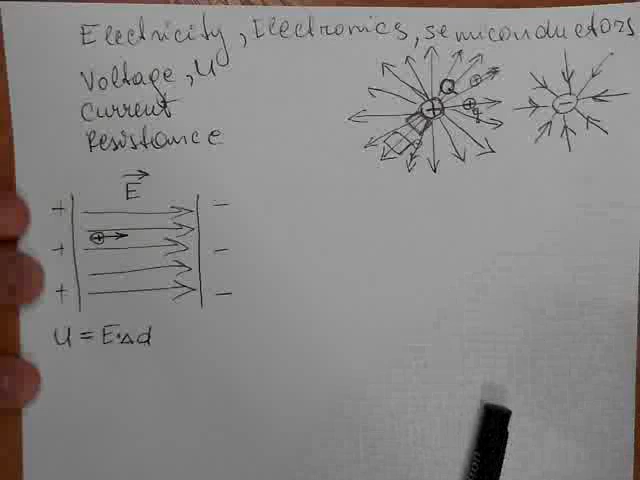 Electricity, Electronics, semiconductors
Voltage, U
Current
Resistance
+ Q
+
+ q
−
E
+ −
+
+ −
+ −
U = E·Δd